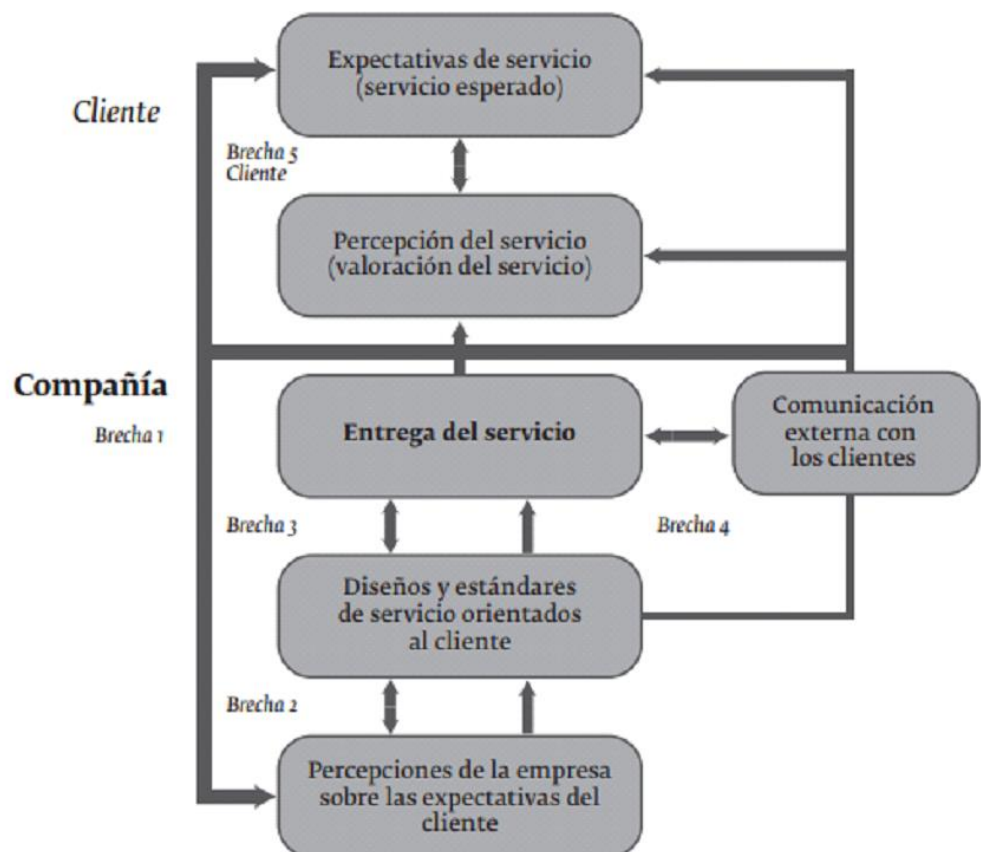 Expectativas de servicio
(servicio esperado)
Cliente
Brecha 5
Cliente
Percepción del servicio
(valoración del servicio)
Compañía
Brecha 1
Entrega del servicio
Comunicación
externa con
los clientes
Brecha 3
Brecha 4
Diseños y estándares
de servicio orientados
al cliente
Brecha 2
Percepciones de la empresa
sobre las expectativas del
cliente